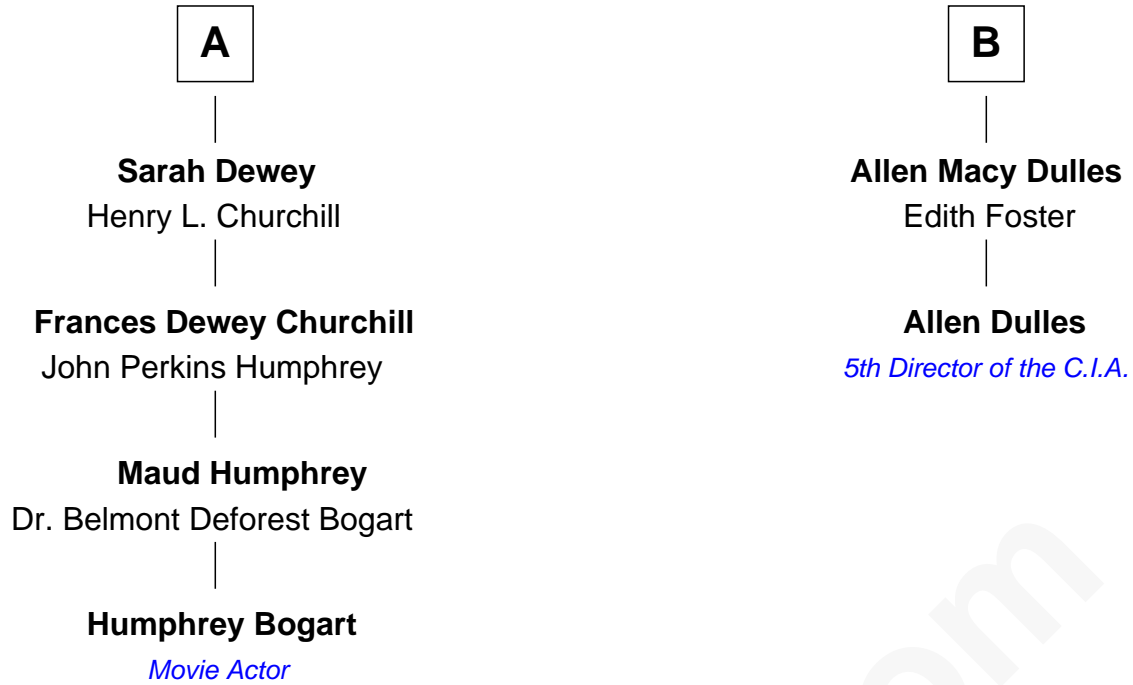 A
Sarah Dewey
Henry L. Churchill
Frances Dewey Churchill
John Perkins Humphrey
Maud Humphrey
Dr. Belmont Deforest Bogart
Humphrey Bogart
Movie Actor
B
Allen Macy Dulles
Edith Foster
Allen Dulles
5th Director of the C.I.A.
om